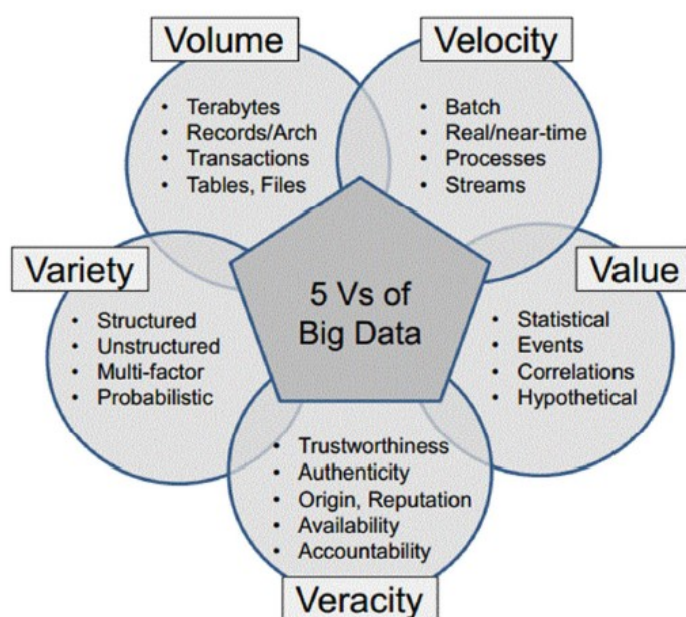 Volume
• Terabytes
• Records/Arch
• Transactions
• Tables, Files
Velocity
• Batch
• Real/near-time
• Processes
• Streams
Variety
• Structured
• Unstructured
• Multi-factor
• Probabilistic
5 Vs of
Big Data
Value
• Statistical
• Events
• Correlations
• Hypothetical
• Trustworthiness
• Authenticity
• Origin, Reputation
• Availability
• Accountability
Veracity